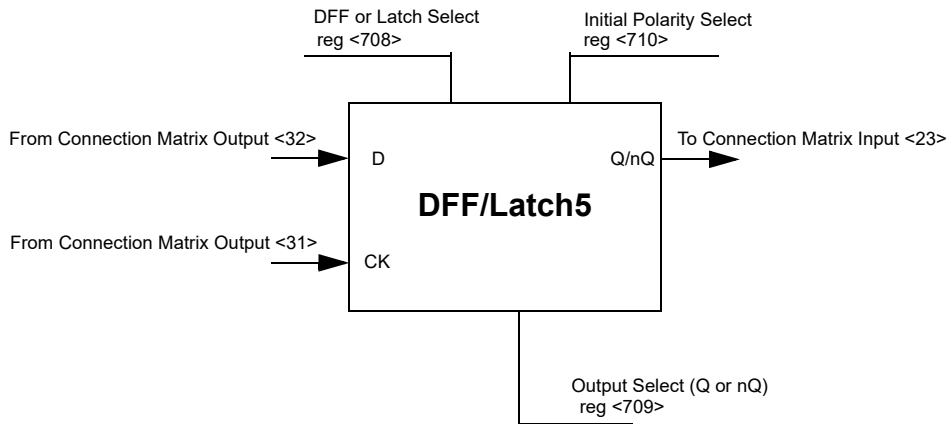 DFF or Latch Select
reg <708>
Initial Polarity Select
reg <710>
From Connection Matrix Output <32>
To Connection Matrix Input <23>
D
Q/nQ
DFF/Latch5
From Connection Matrix Output <31>
CK
Output Select (Q or nQ)
reg <709>